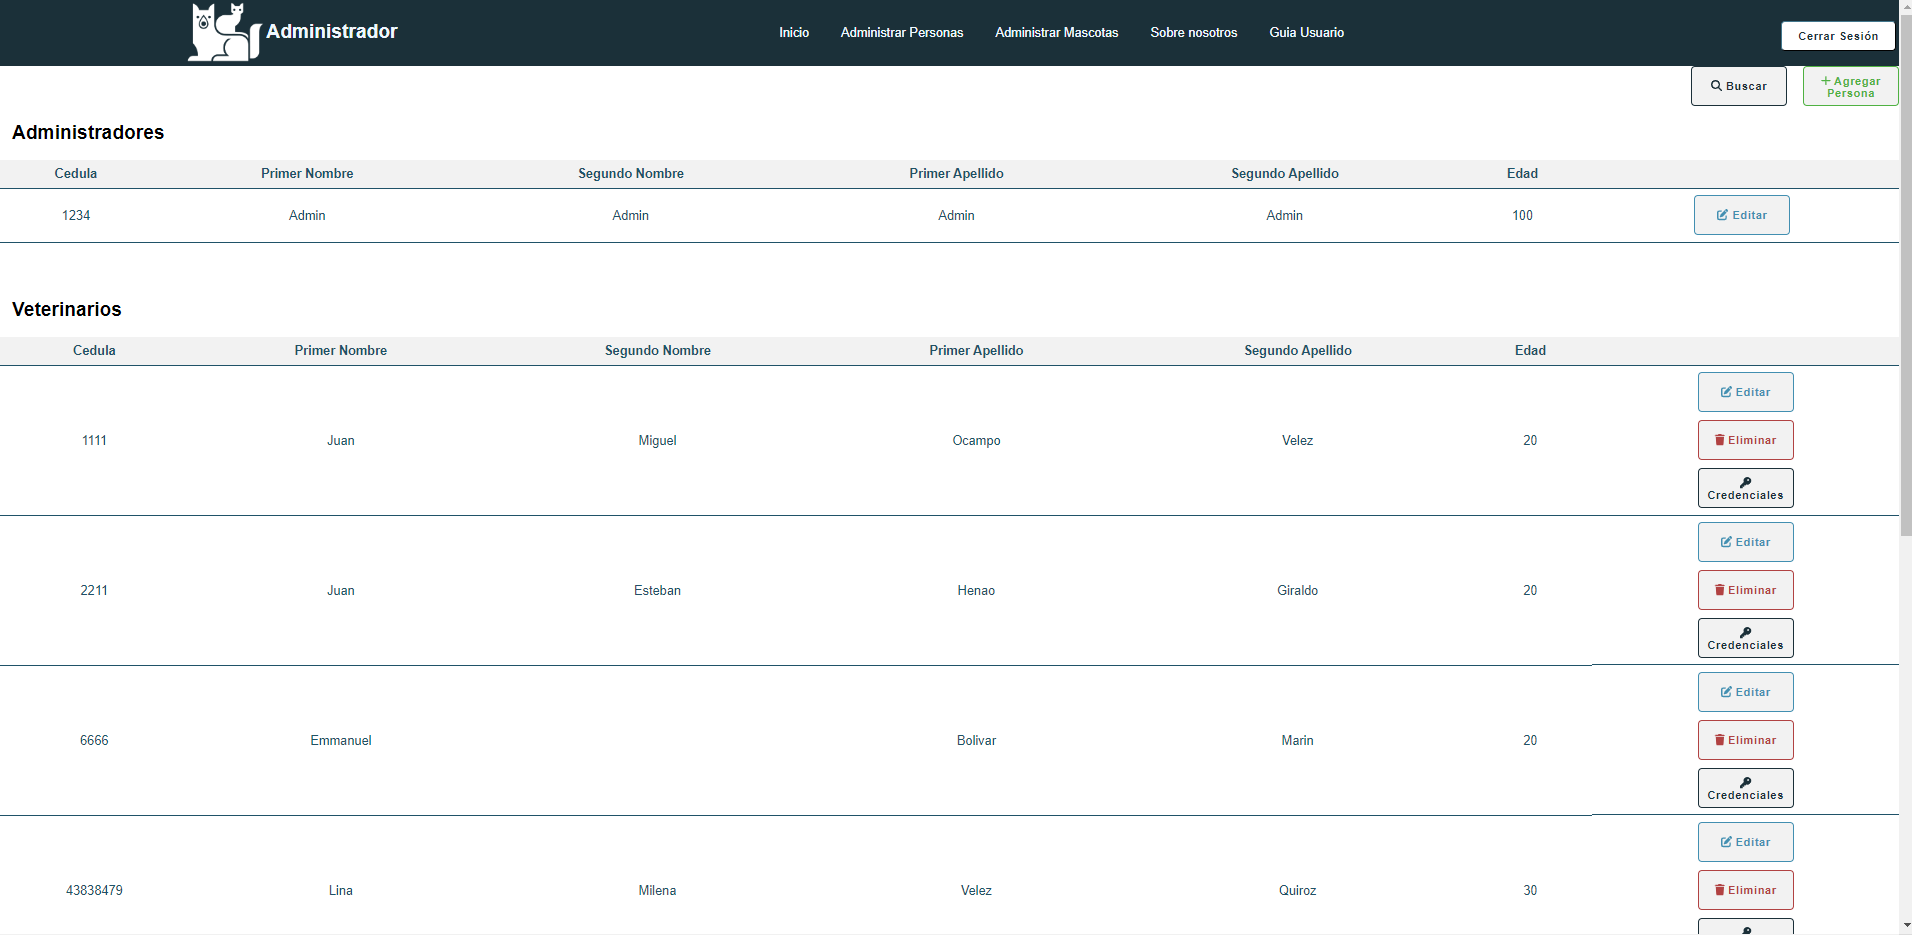 Administrador
Inicio Administrar Personas Administrar Mascotas Sobre nosotros Guia Usuario
Cerrar Sesión
Buscar
Agregar
Persona
Administradores
Cedula Primer Nombre Segundo Nombre Primer Apellido Segundo Apellido Edad
1234 Admin Admin Admin Admin 100 Editar
Veterinarios
Cedula Primer Nombre Segundo Nombre Primer Apellido Segundo Apellido Edad
Editar
1111 Juan Miguel Ocampo Velez 20 Eliminar
Credenciales
Editar
2211 Juan Esteban Henao Giraldo 20 Eliminar
Credenciales
Editar
6666 Emmanuel Bolivar Marin 20 Eliminar
Credenciales
Editar
43838479 Lina Milena Velez Quiroz 30 Eliminar